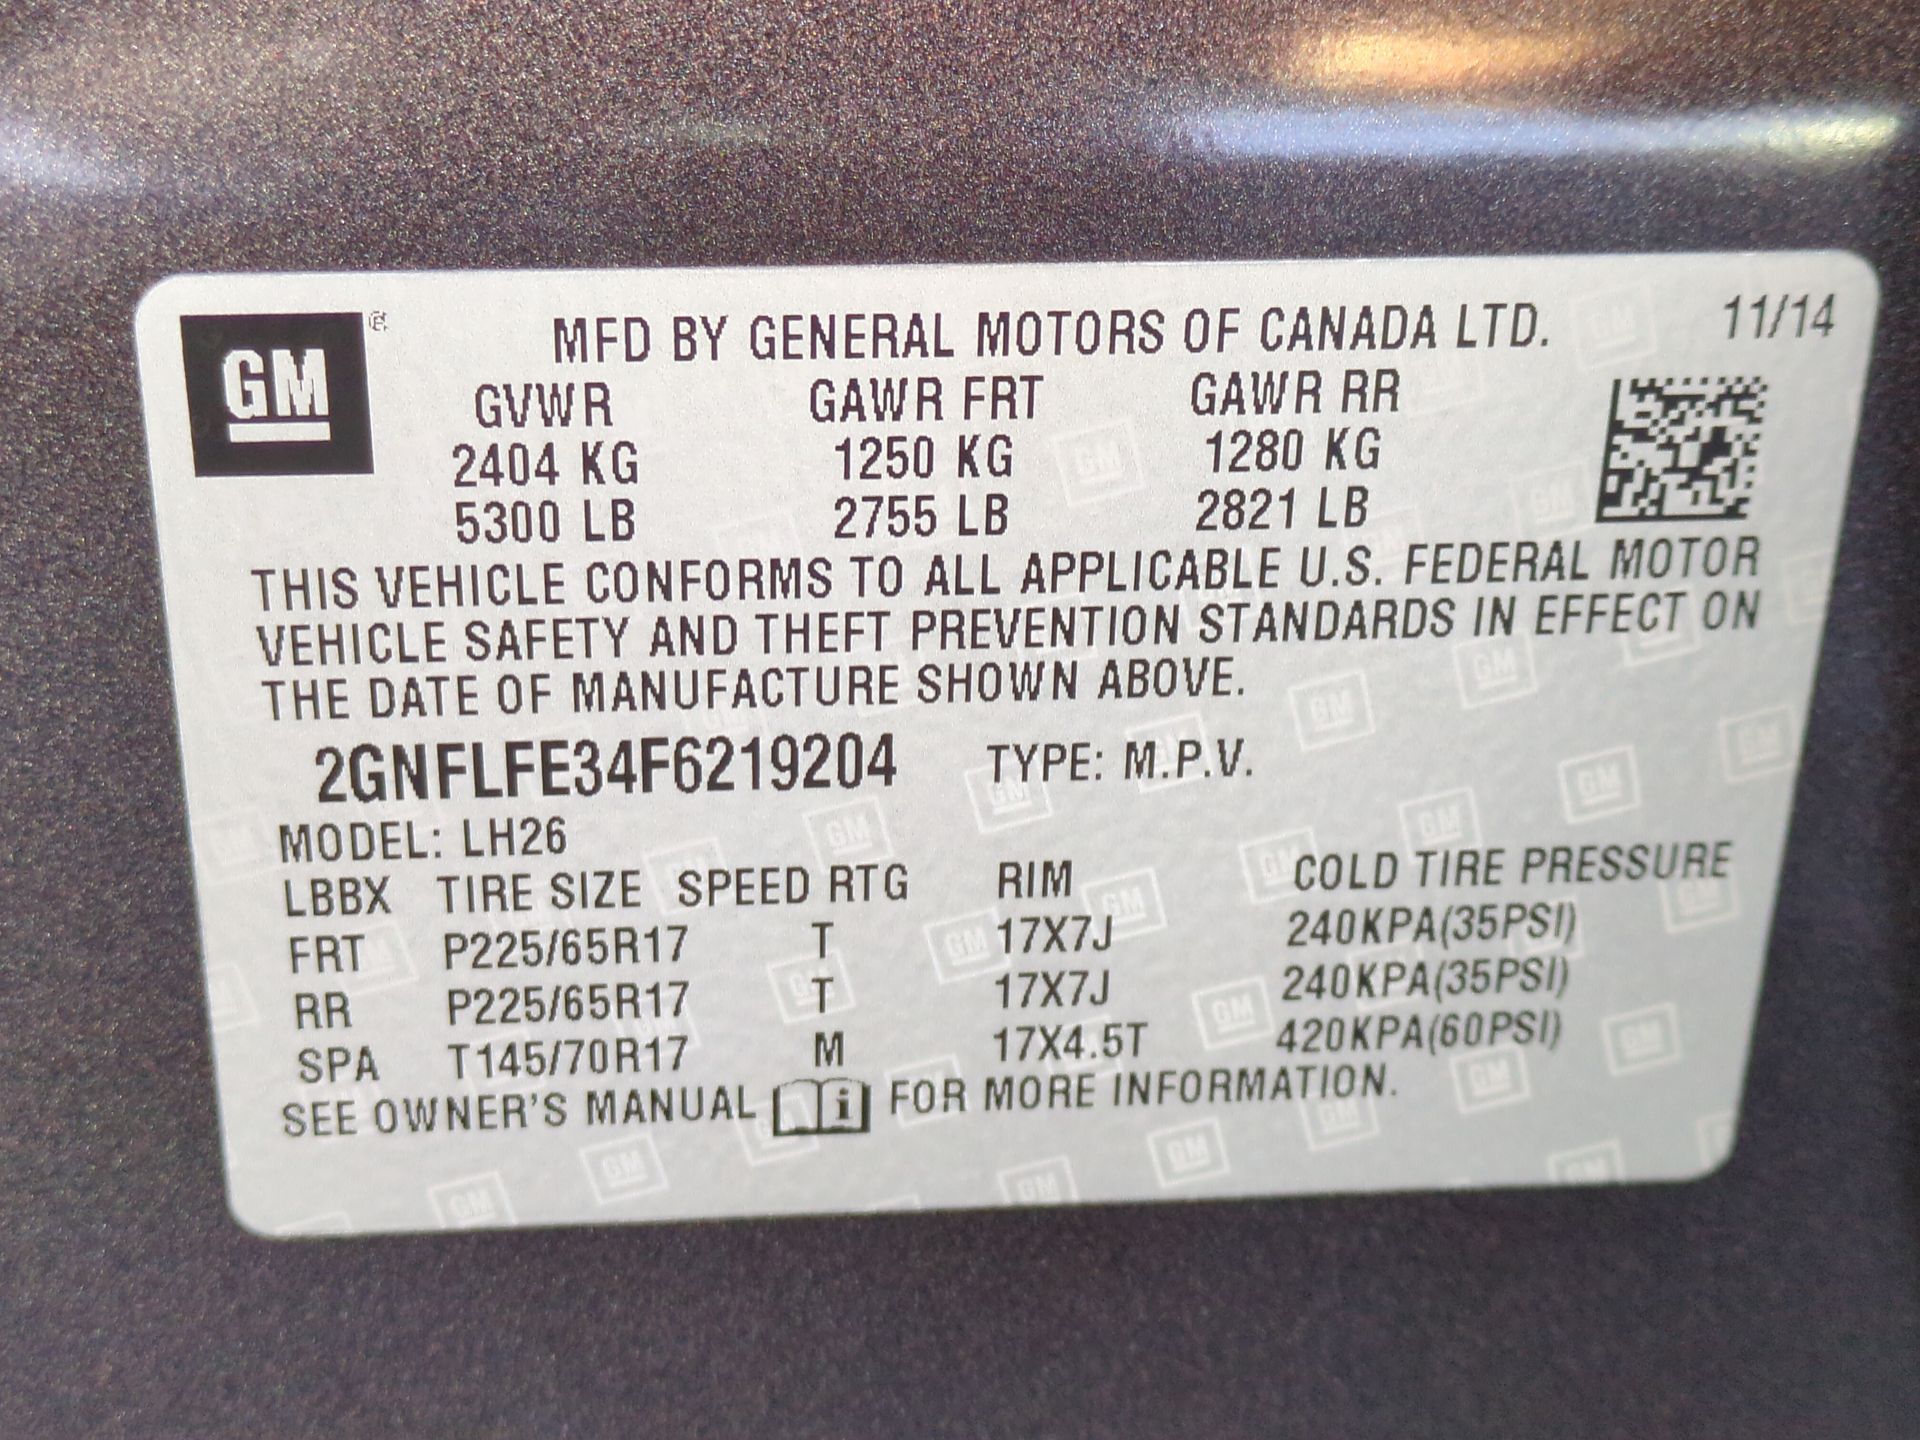 GM
MFD BY GENERAL MOTORS OF CANADA LTD. 11/14
GVWR GAWR FRT GAWR RR
2404 KG 1250 KG 1280 KG
5300 LB 2755 LB 2821 LB
THIS VEHICLE CONFORMS TO ALL APPLICABLE U.S. FEDERAL MOTOR
VEHICLE SAFETY AND THEFT PREVENTION STANDARDS IN EFFECT ON
THE DATE OF MANUFACTURE SHOWN ABOVE.
2GNFLFE34F6219204 TYPE: M.P.V.
MODEL: LH26
LBBX TIRE SIZE SPEED RTG RIM COLD TIRE PRESSURE
FRT P225/65R17 T 17X7J 240KPA(35PSI)
RR P225/65R17 T 17X7J 240KPA(35PSI)
SPA T145/70R17 M 17X4.5T 420KPA(60PSI)
SEE OWNER'S MANUAL i FOR MORE INFORMATION.